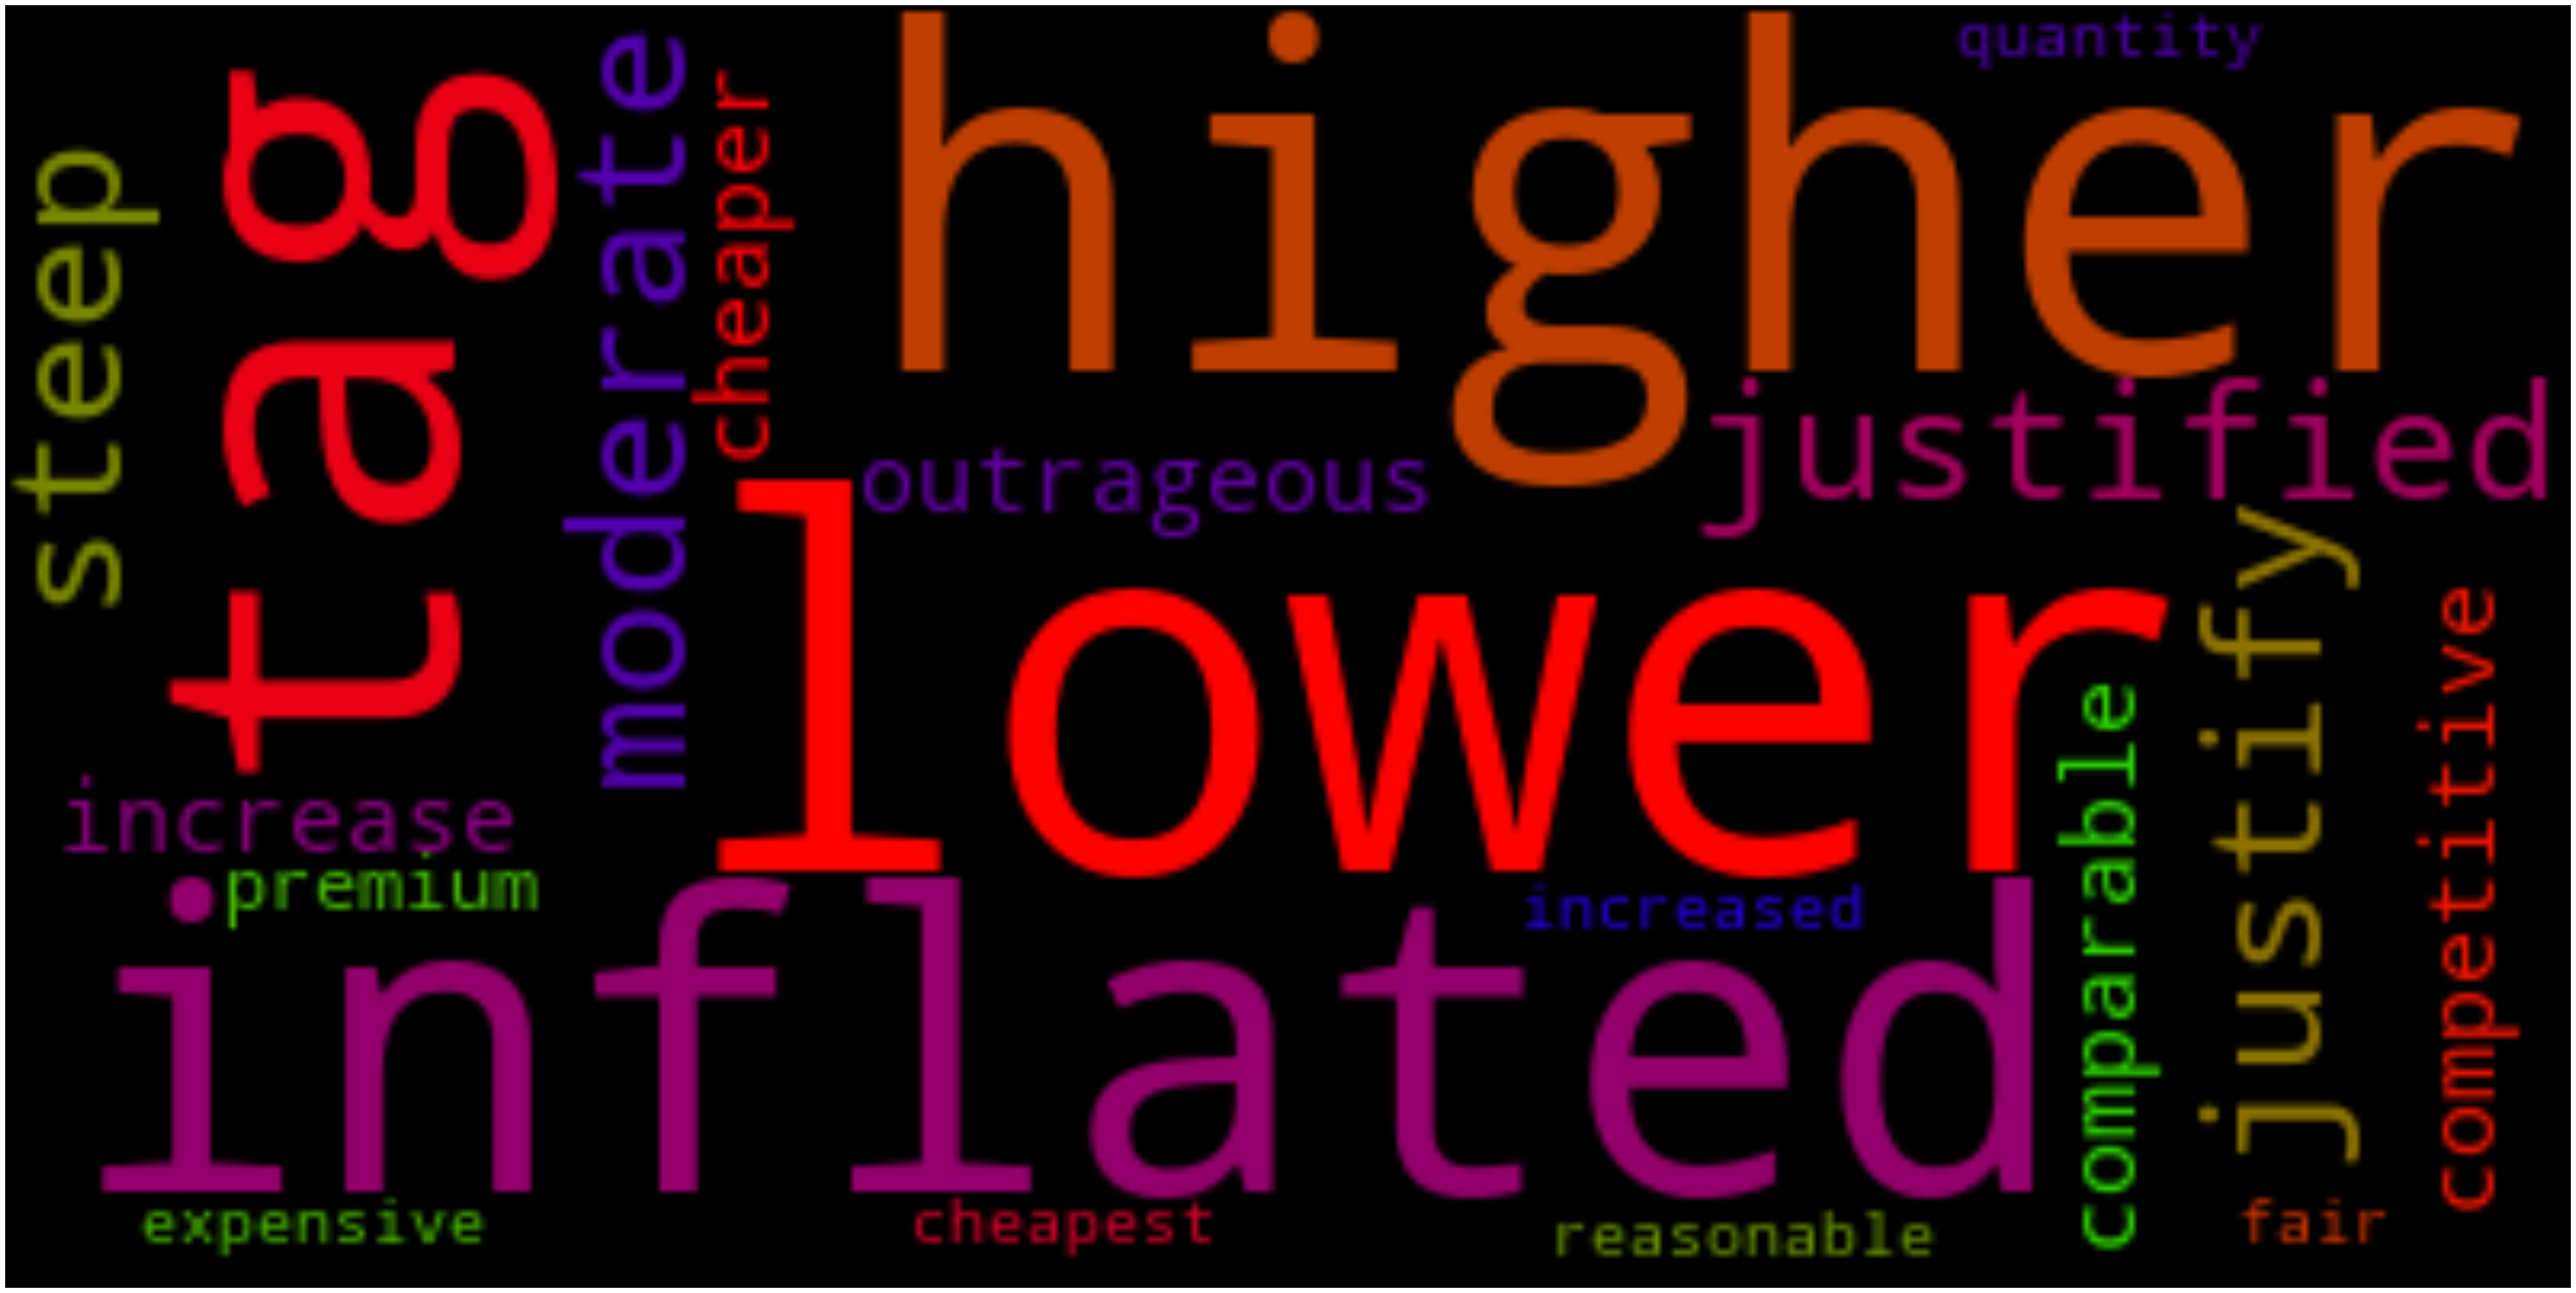 quantity
higher
steep
tag
moderate
cheaper
justified
outrageous
lower
justify
competitive
comparable
increase
premium
increased
inflated
expensive
cheapest
reasonable
fair